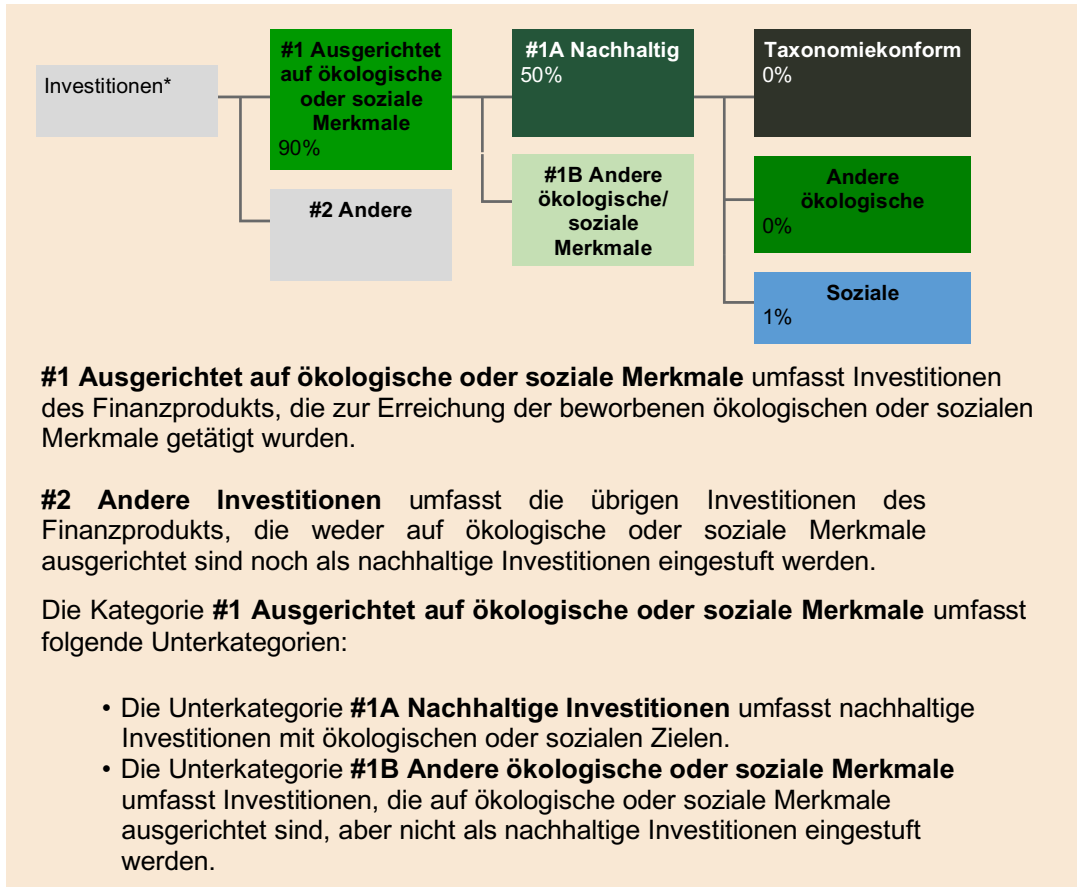 Investitionen*
#1 Ausgerichtet
auf ökologische
oder soziale
Merkmale
90%
#2 Andere
#1A Nachhaltig
50%
#1B Andere
ökologische/
soziale
Merkmale
Taxonomiekonform
0%
Andere
ökologische
0%
Soziale
1%
#1 Ausgerichtet auf ökologische oder soziale Merkmale umfasst Investitionen
des Finanzprodukts, die zur Erreichung der beworbenen ökologischen oder sozialen
Merkmale getätigt wurden.
#2 Andere Investitionen umfasst die übrigen Investitionen des
Finanzprodukts, die weder auf ökologische oder soziale Merkmale
ausgerichtet sind noch als nachhaltige Investitionen eingestuft werden.
Die Kategorie #1 Ausgerichtet auf ökologische oder soziale Merkmale umfasst
folgende Unterkategorien:
• Die Unterkategorie #1A Nachhaltige Investitionen umfasst nachhaltige
Investitionen mit ökologischen oder sozialen Zielen.
• Die Unterkategorie #1B Andere ökologische oder soziale Merkmale
umfasst Investitionen, die auf ökologische oder soziale Merkmale
ausgerichtet sind, aber nicht als nachhaltige Investitionen eingestuft
werden.